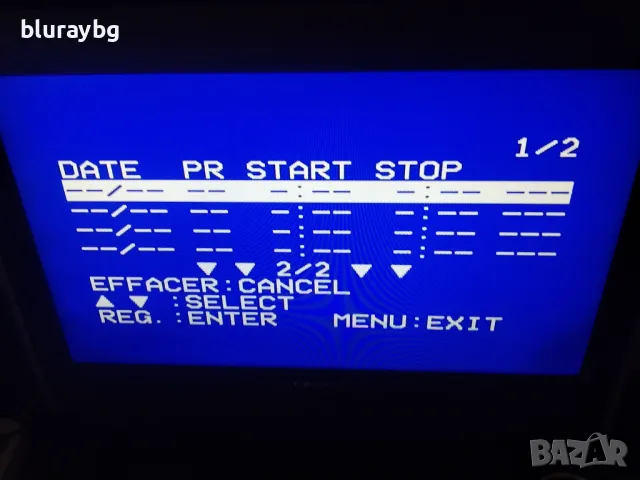 bluraybg
1/2
DATE PR START STOP
--/-- -- -:-- -:-- ---
--/-- -- -:-- -:-- ---
--/-- -- -:-- -:-- ---
--/-- -- -:-- -:-- ---
▼ ▼ 2/2 ▼ ▼
EFFACER:CANCEL
▲ ▼ :SELECT
REG. :ENTER MENU:EXIT
BAZAR